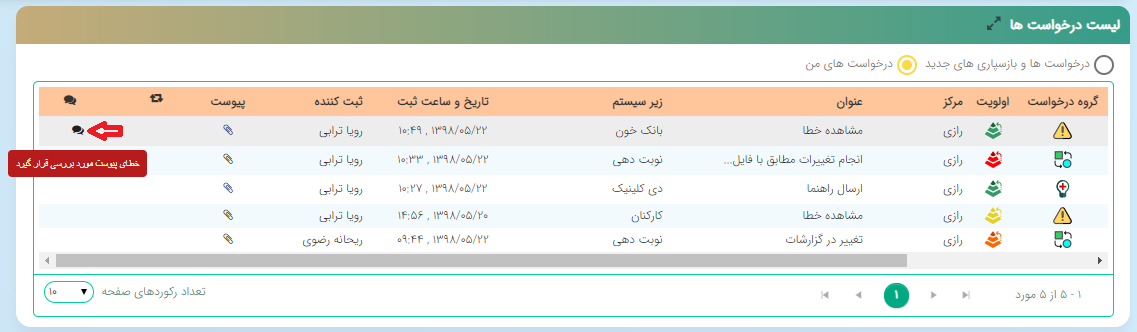 لیست درخواست ها
درخواست ها و بازسپاری های جدید درخواست های من
گروه درخواست اولویت مرکز عنوان زیر سیستم تاریخ و ساعت ثبت ثبت کننده پیوست
رازی مشاهده خطا بانک خون ۱۳۹۸/۰۵/۲۲ , ۱۰:۴۹ رویا ترابی
خطای پیوست مورد بررسی قرار گیرد
رازی انجام تغییرات مطابق با فایل... نوبت دهی ۱۳۹۸/۰۵/۲۲ , ۱۰:۳۳ رویا ترابی
رازی ارسال راهنما دی کلینیک ۱۳۹۸/۰۵/۲۲ , ۱۰:۲۷ رویا ترابی
رازی مشاهده خطا کارکنان ۱۳۹۸/۰۵/۲۰ , ۱۴:۵۶ رویا ترابی
رازی تغییر در گزارشات نوبت دهی ۱۳۹۸/۰۵/۲۲ , ۰۹:۴۴ ریحانه رضوی
۱ - ۵ از ۵ مورد ۱ تعداد رکوردهای صفحه ۱۰